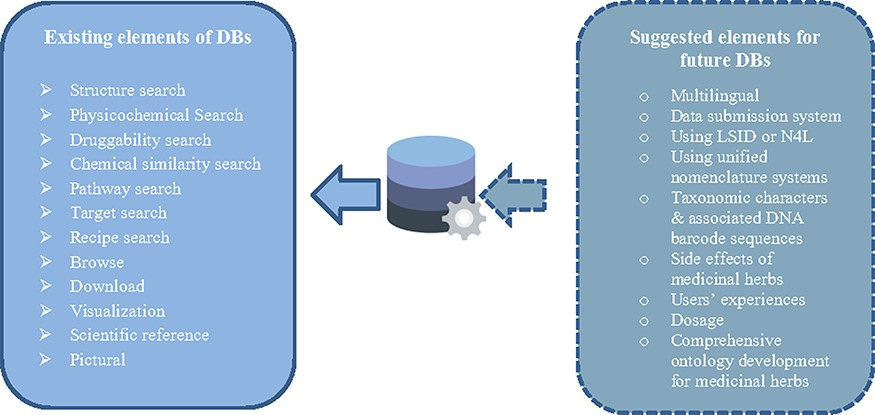 Existing elements of DBs
Structure search
Physicochemical Search
Druggability search
Chemical similarity search
Pathway search
Target search
Recipe search
Browse
Download
Visualization
Scientific reference
Pictural
Suggested elements for
future DBs
Multilingual
Data submission system
Using LSID or N4L
Using unified
nomenclature systems
Taxonomic characters
& associated DNA
barcode sequences
Side effects of
medicinal herbs
Users’ experiences
Dosage
Comprehensive
ontology development
for medicinal herbs